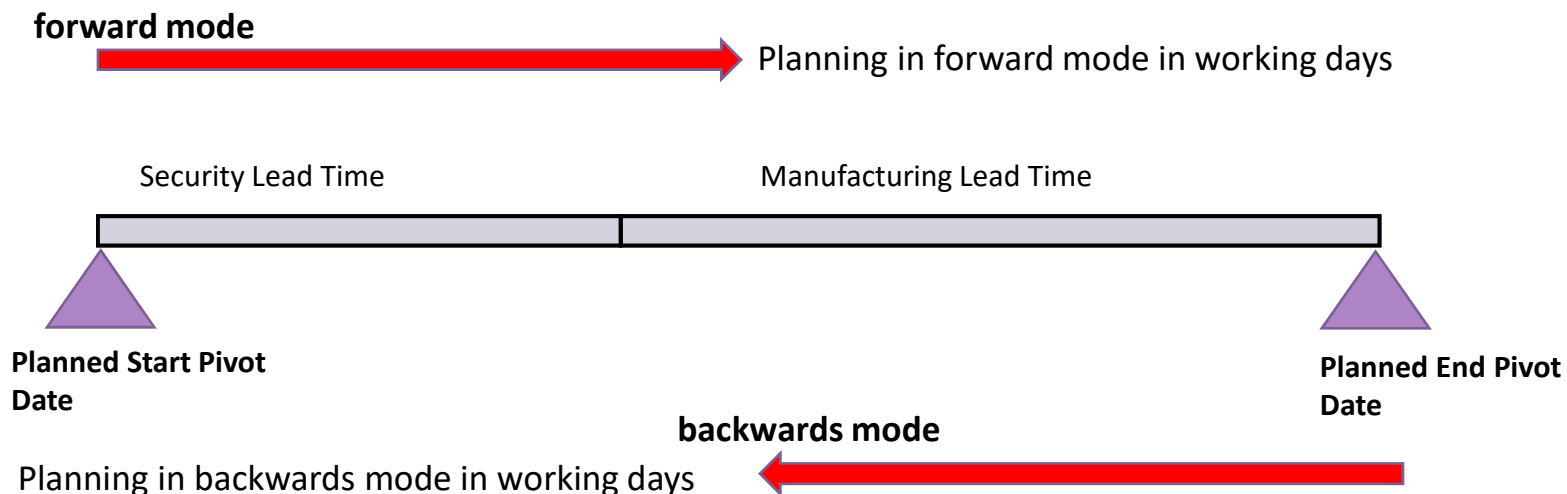 forward mode
Planning in forward mode in working days
Security Lead Time
Manufacturing Lead Time
Planned Start Pivot
Date
Planned End Pivot
Date
backwards mode
Planning in backwards mode in working days